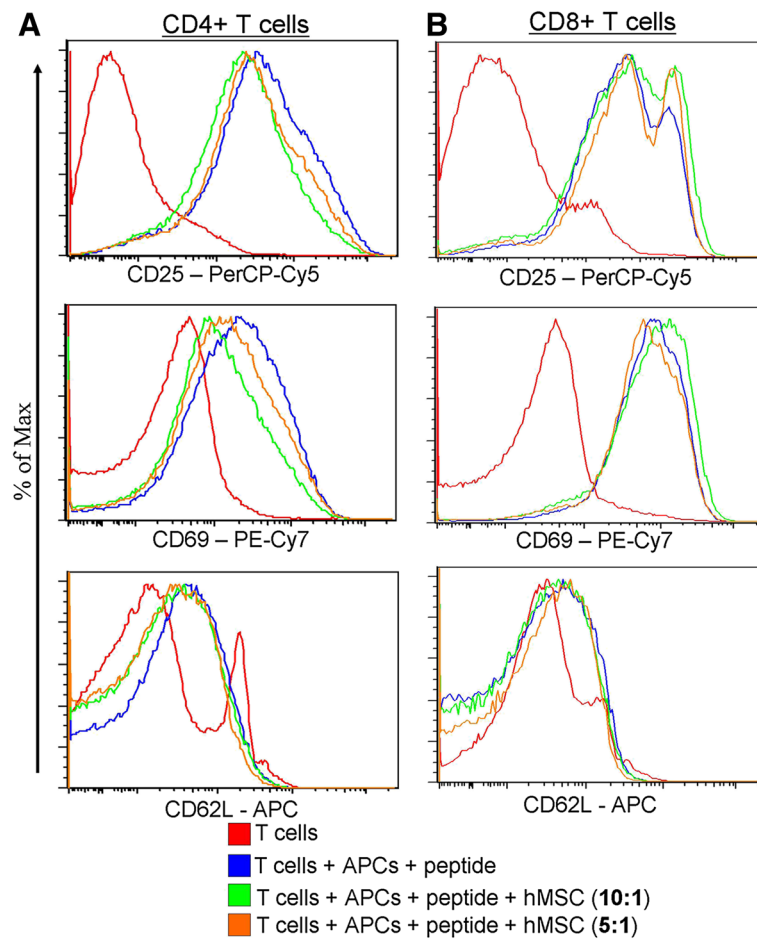 A
CD4+ T cells
B
CD8+ T cells
% of Max
CD25 – PerCP-Cy5
CD25 – PerCP-Cy5
CD69 – PE-Cy7
CD69 – PE-Cy7
CD62L - APC
CD62L - APC
T cells
T cells + APCs + peptide
T cells + APCs + peptide + hMSC (10:1)
T cells + APCs + peptide + hMSC (5:1)